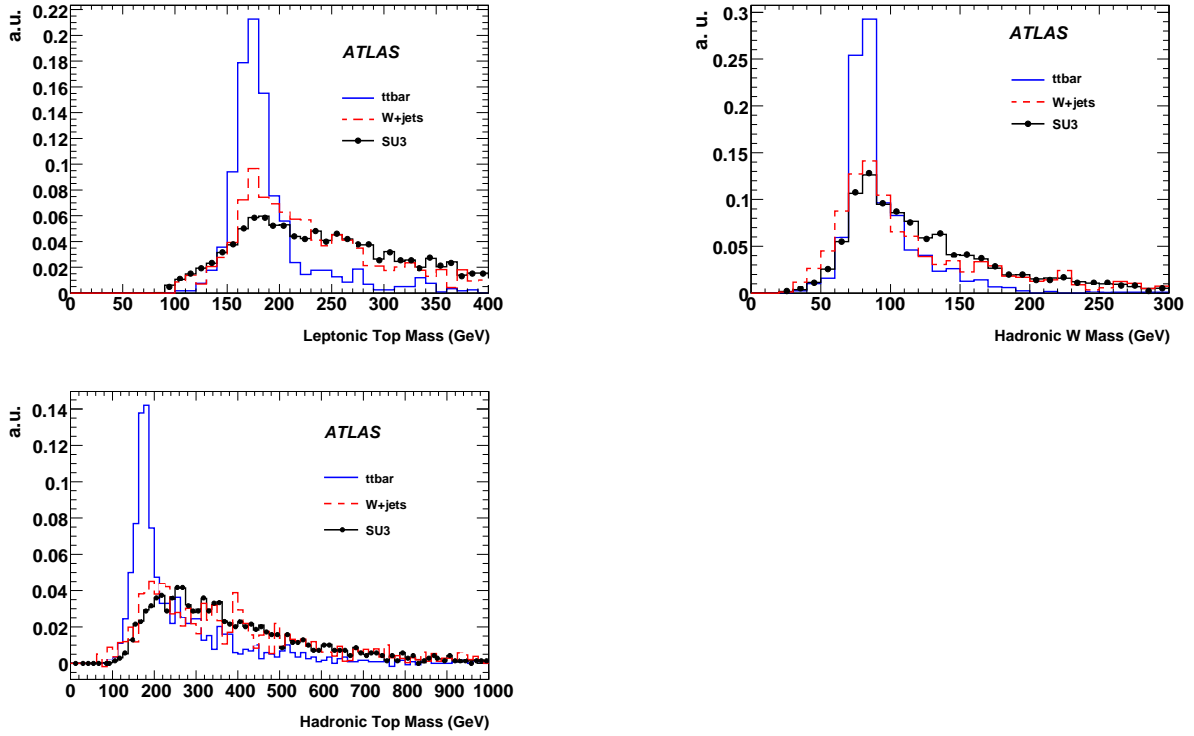 a.u.
0.22
0.2
0.18
0.16
0.14
0.12
0.1
0.08
0.06
0.04
0.02
0
ATLAS
ttbar
W+jets
SU3
0 50 100 150 200 250 300 350 400
Leptonic Top Mass (GeV)
a. u.
0.3
0.25
0.2
0.15
0.1
0.05
0
ATLAS
ttbar
W+jets
SU3
0 50 100 150 200 250 300
Hadronic W Mass (GeV)
a.u.
0.14
0.12
0.1
0.08
0.06
0.04
0.02
0
ATLAS
ttbar
W+jets
SU3
0 100 200 300 400 500 600 700 800 900 1000
Hadronic Top Mass (GeV)